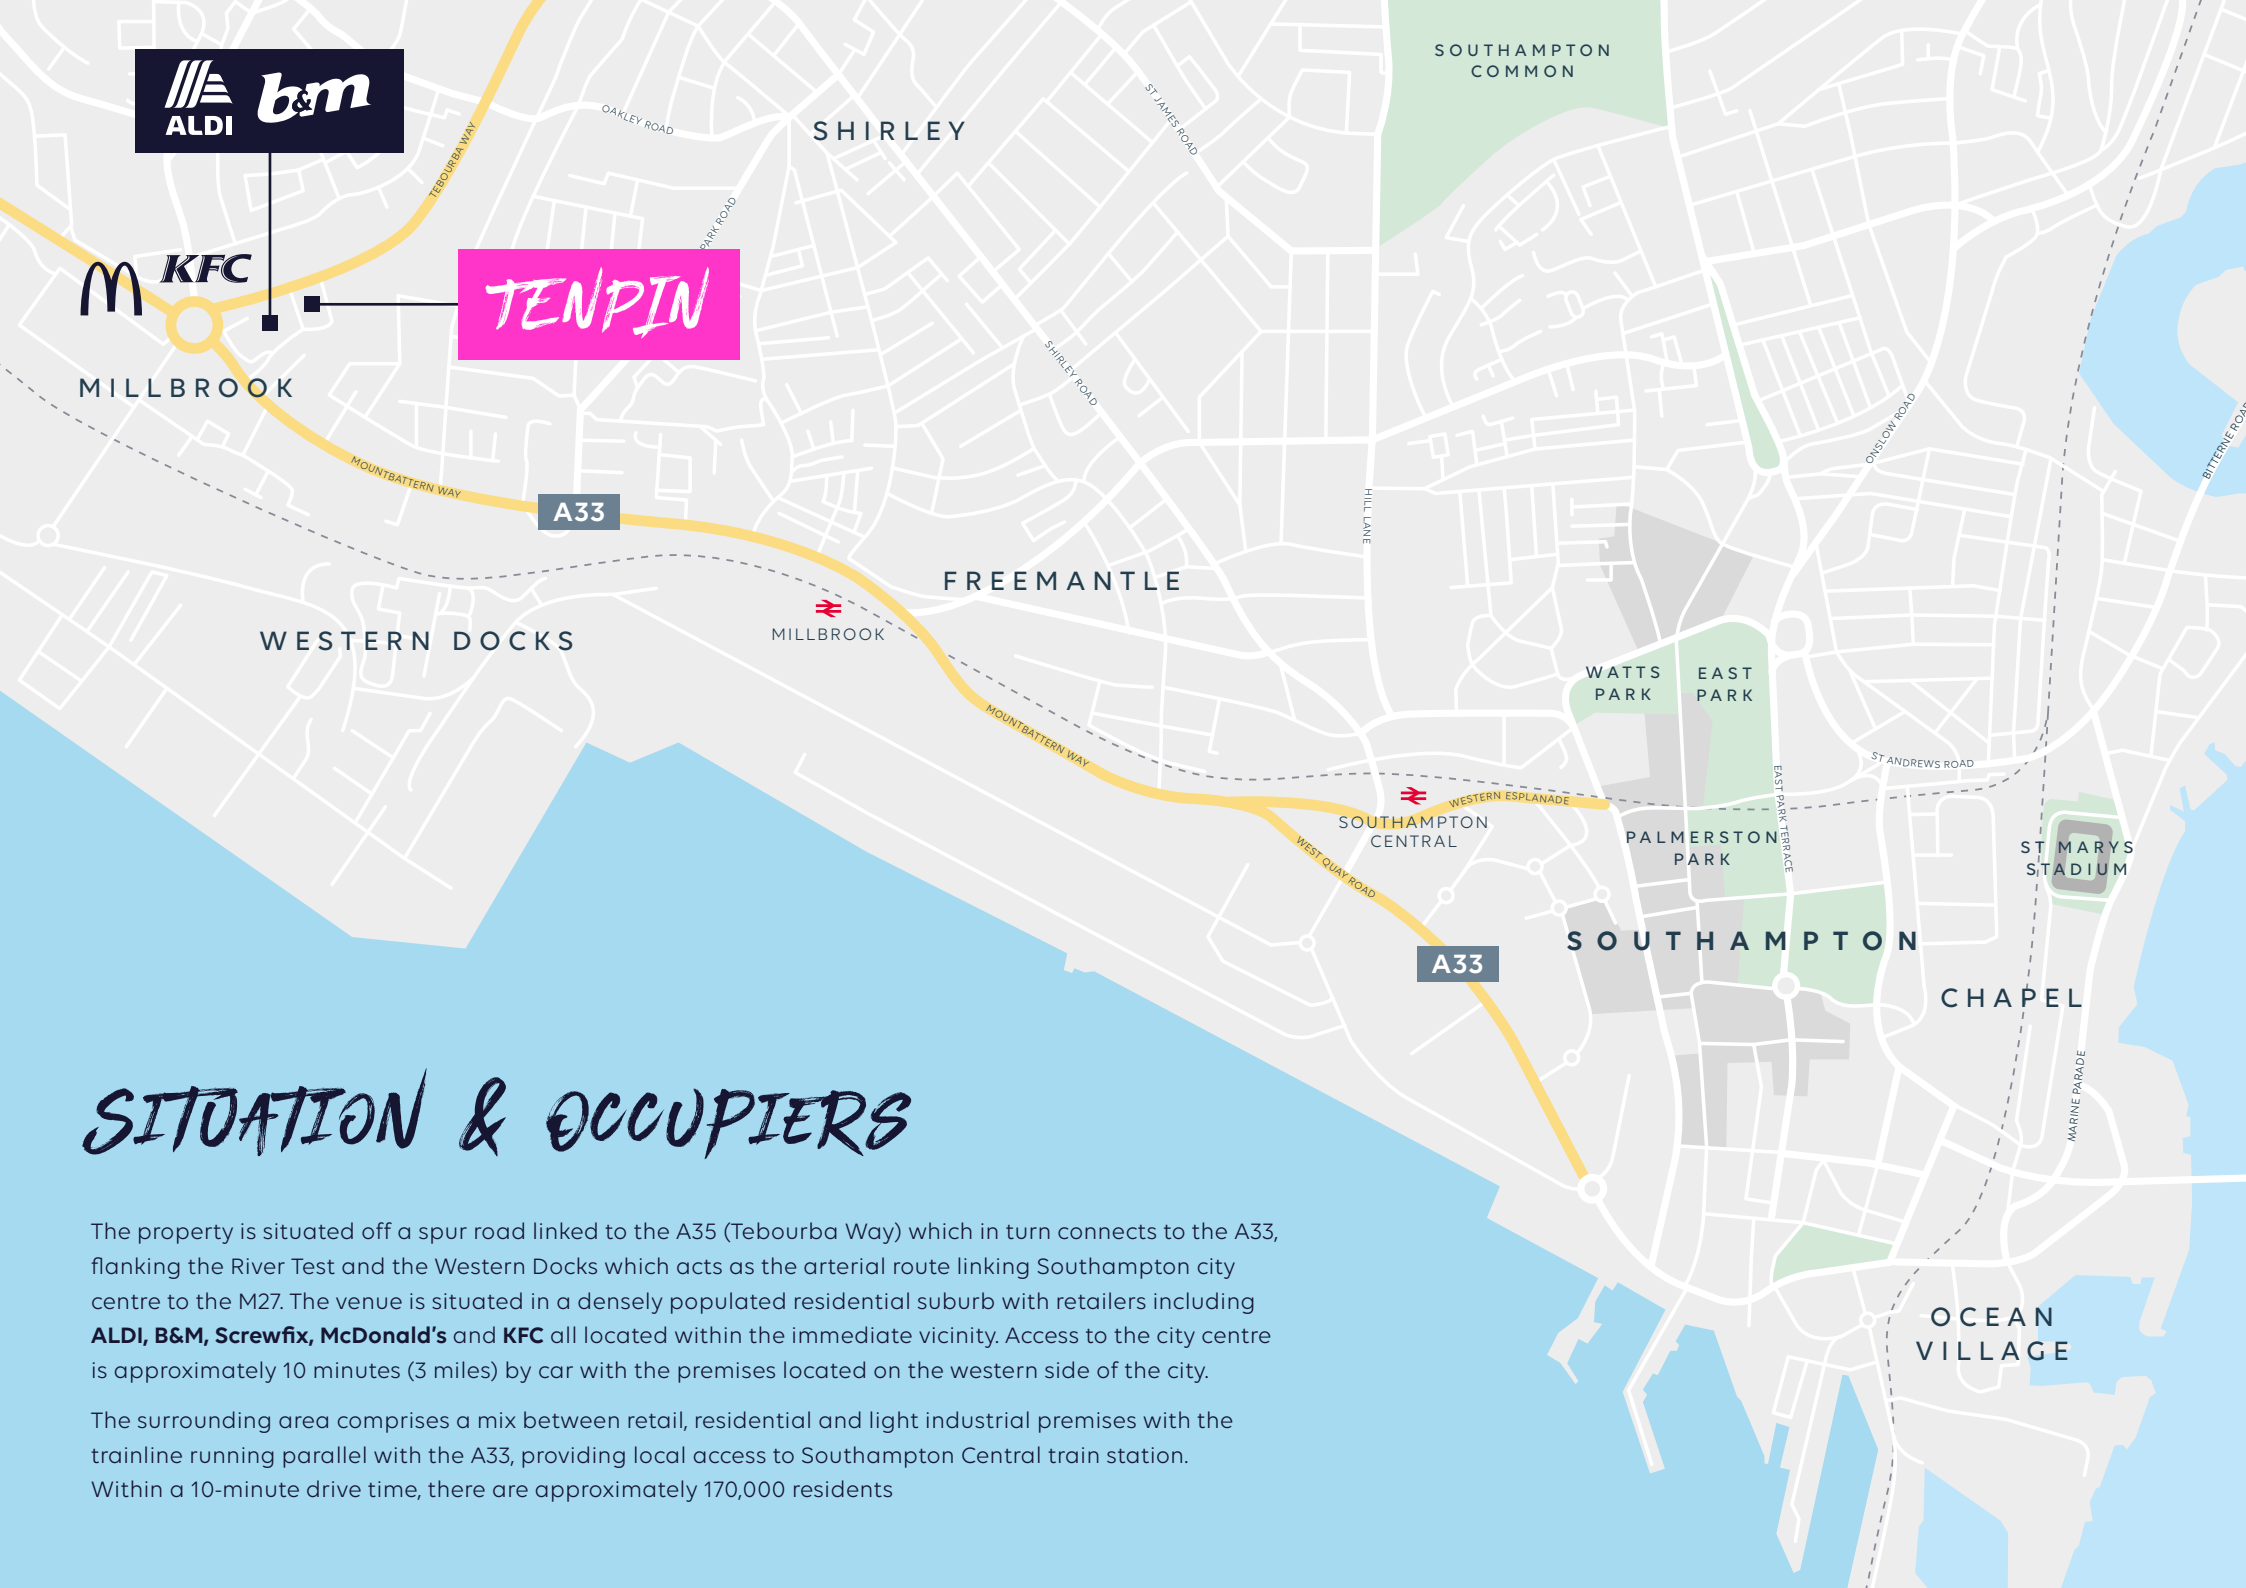 SOUTHAMPTON
COMMON
ALDI
b&m
OAKLEY ROAD
SHIRLEY
ST JAMES ROAD
TEBOURBA WAY
PARK ROAD
KFC
TENPIN
MILLBROOK
SHIRLEY ROAD
ONSLOW ROAD
BITTERNE ROAD
MOUNTBATTERN WAY
A33
HILL LANE
FREEMANTLE
WESTERN DOCKS
MILLBROOK
WATTS
PARK
EAST
PARK
MOUNTBATTERN WAY
ST ANDREWS ROAD
EAST PARK TERRACE
WESTERN ESPLANADE
SOUTHAMPTON
CENTRAL
PALMERSTON
PARK
ST MARYS
STADIUM
WEST QUAY ROAD
SOUTHAMPTON
A33
CHAPEL
MARINE PARADE
SITUATION & OCCUPIERS
The property is situated off a spur road linked to the A35 (Tebourba Way) which in turn connects to the A33,
flanking the River Test and the Western Docks which acts as the arterial route linking Southampton city
centre to the M27. The venue is situated in a densely populated residential suburb with retailers including
ALDI, B&M, Screwfix, McDonald's and KFC all located within the immediate vicinity. Access to the city centre
is approximately 10 minutes (3 miles) by car with the premises located on the western side of the city.
The surrounding area comprises a mix between retail, residential and light industrial premises with the
trainline running parallel with the A33, providing local access to Southampton Central train station.
Within a 10-minute drive time, there are approximately 170,000 residents
OCEAN
VILLAGE